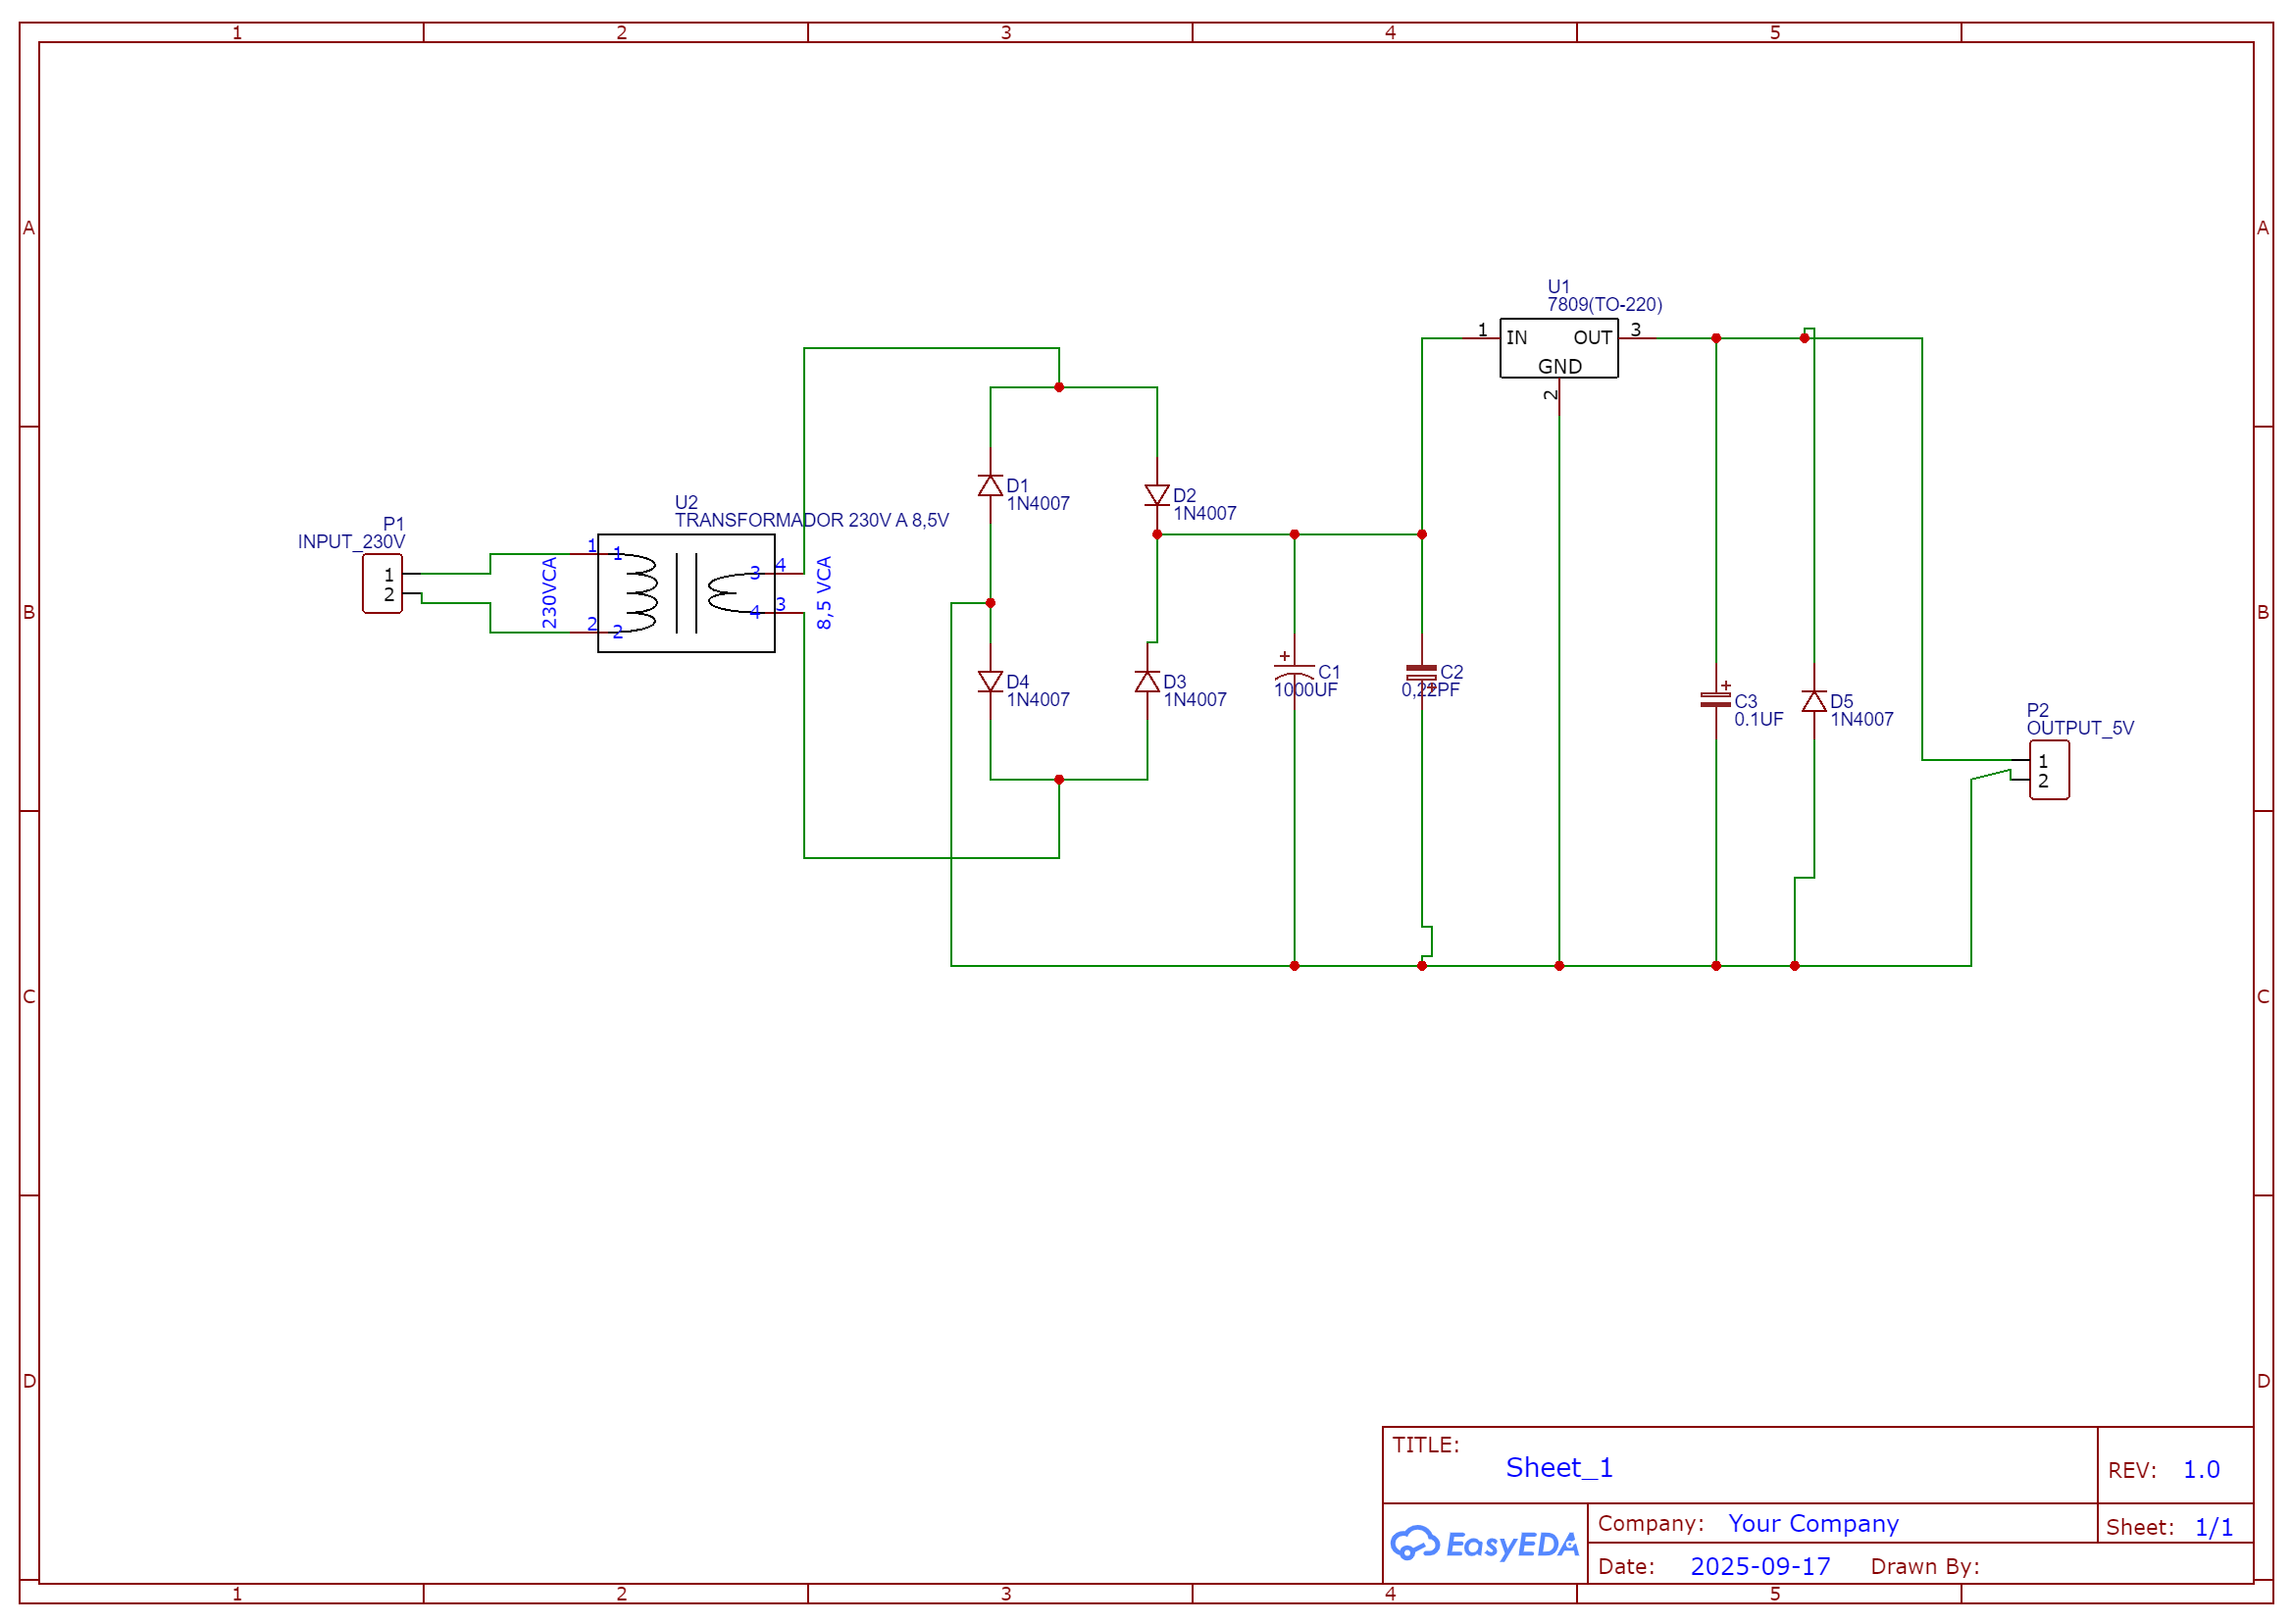 1 2 3 4 5
A A
B B
C C
D D
U1
7809(TO-220)
1 IN OUT 3
GND
2
U2
TRANSFORMADOR 230V A 8,5V
P1
INPUT_230V
1
2
230VCA
1 1
2 2
3 4
4 3
8,5 VCA
D1
1N4007
D2
1N4007
D4
1N4007
D3
1N4007
+ C1
1000UF
C2
0,22PF
+
+ C3
0.1UF
D5
1N4007
P2
OUTPUT_5V
1
2
TITLE:
Sheet_1
REV: 1.0
EasyEDA
Company: Your Company
Sheet: 1/1
Date: 2025-09-17 Drawn By:
1 2 3 4 5